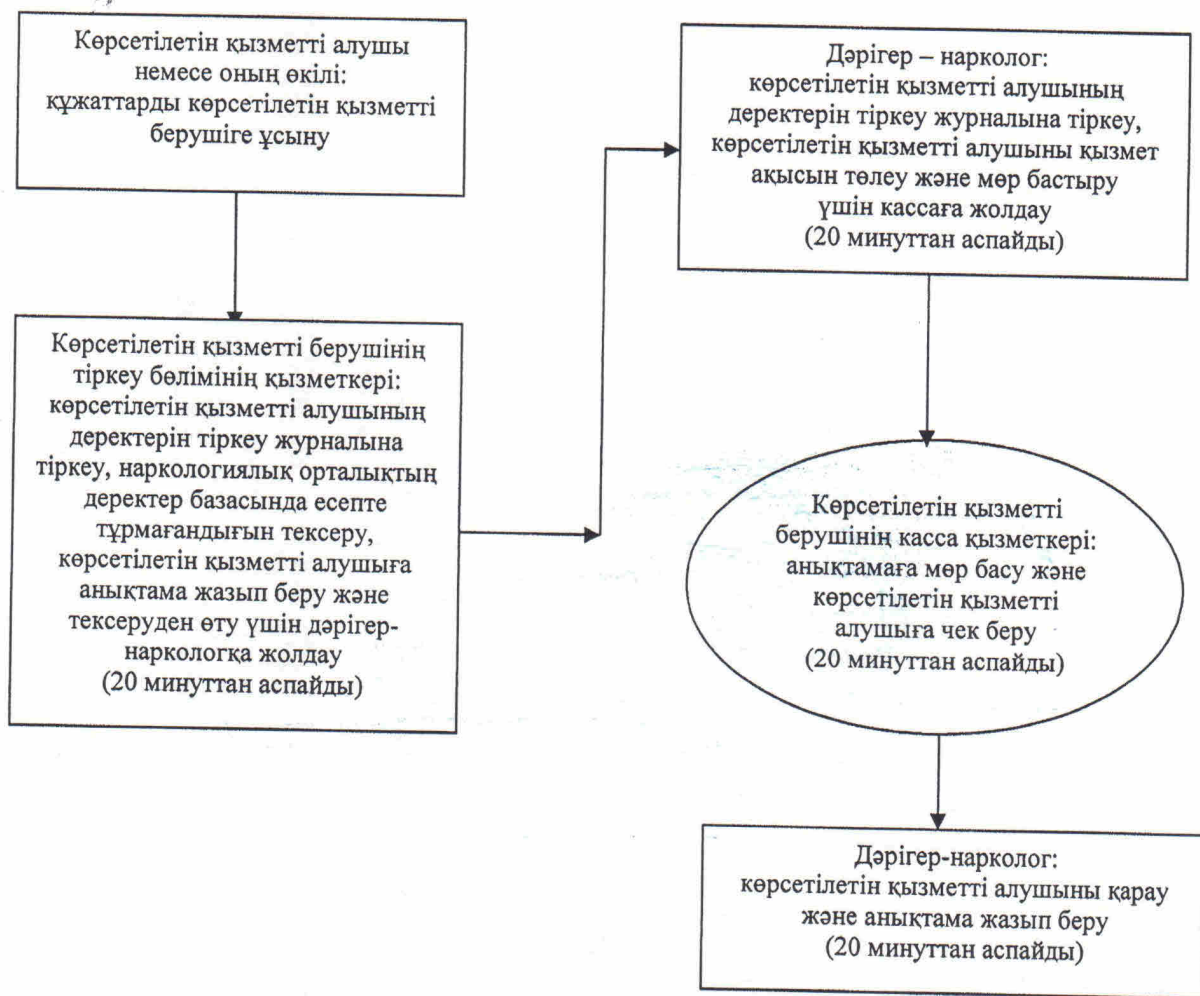 Көрсетілетін қызметті алушы
немесе оның өкілі:
құжаттарды көрсетілетін қызметті
берушіге ұсыну
Көрсетілетін қызметті берушінің
тіркеу бөлімінің қызметкері:
көрсетілетін қызметті алушының
деректерін тіркеу журналына
тіркеу, наркологиялық орталықтың
деректер базасында есепте
тұрмағандығын тексеру,
көрсетілетін қызметті алушыға
анықтама жазып беру және
тексеруден өту үшін дәрігер-
наркологқа жолдау
(20 минуттан аспайды)
Дәрігер – нарколог:
көрсетілетін қызметті алушының
деректерін тіркеу журналына тіркеу,
көрсетілетін қызметті алушыны қызмет
ақысын төлеу және мөр бастыру
үшін кассаға жолдау
(20 минуттан аспайды)
Көрсетілетін қызметті
берушінің касса қызметкері:
анықтамаға мөр басу және
көрсетілетін қызметті
алушыға чек беру
(20 минуттан аспайды)
Дәрігер-нарколог:
көрсетілетін қызметті алушыны қарау
және анықтама жазып беру
(20 минуттан аспайды)